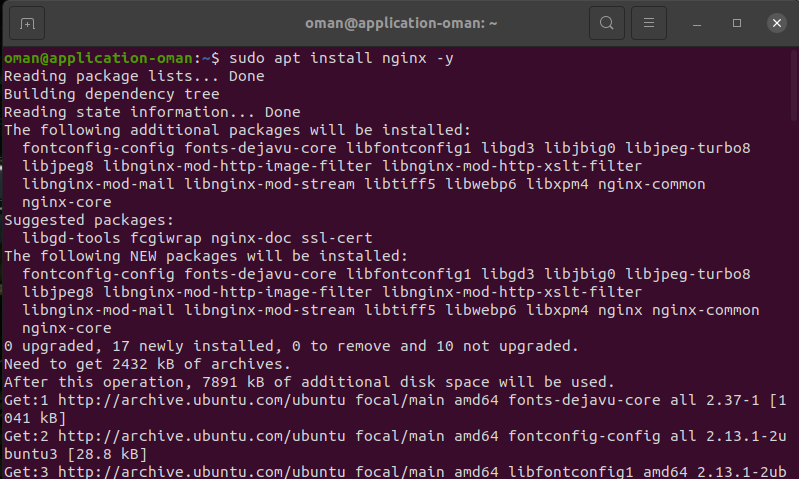 oman@application-oman: ~
oman@application-oman:~$ sudo apt install nginx -y
Reading package lists... Done
Building dependency tree
Reading state information... Done
The following additional packages will be installed:
  fontconfig-config fonts-dejavu-core libfontconfig1 libgd3 libjbig0 libjpeg-turbo8
  libjpeg8 libnginx-mod-http-image-filter libnginx-mod-http-xslt-filter
  libnginx-mod-mail libnginx-mod-stream libtiff5 libwebp6 libxpm4 nginx-common
  nginx-core
Suggested packages:
  libgd-tools fcgiwrap nginx-doc ssl-cert
The following NEW packages will be installed:
  fontconfig-config fonts-dejavu-core libfontconfig1 libgd3 libjbig0 libjpeg-turbo8
  libjpeg8 libnginx-mod-http-image-filter libnginx-mod-http-xslt-filter
  libnginx-mod-mail libnginx-mod-stream libtiff5 libwebp6 libxpm4 nginx nginx-common
  nginx-core
0 upgraded, 17 newly installed, 0 to remove and 10 not upgraded.
Need to get 2432 kB of archives.
After this operation, 7891 kB of additional disk space will be used.
Get:1 http://archive.ubuntu.com/ubuntu focal/main amd64 fonts-dejavu-core all 2.37-1 [1
041 kB]
Get:2 http://archive.ubuntu.com/ubuntu focal/main amd64 fontconfig-config all 2.13.1-2u
buntu3 [28.8 kB]
Get:3 http://archive.ubuntu.com/ubuntu focal/main amd64 libfontconfig1 amd64 2.13.1-2ub